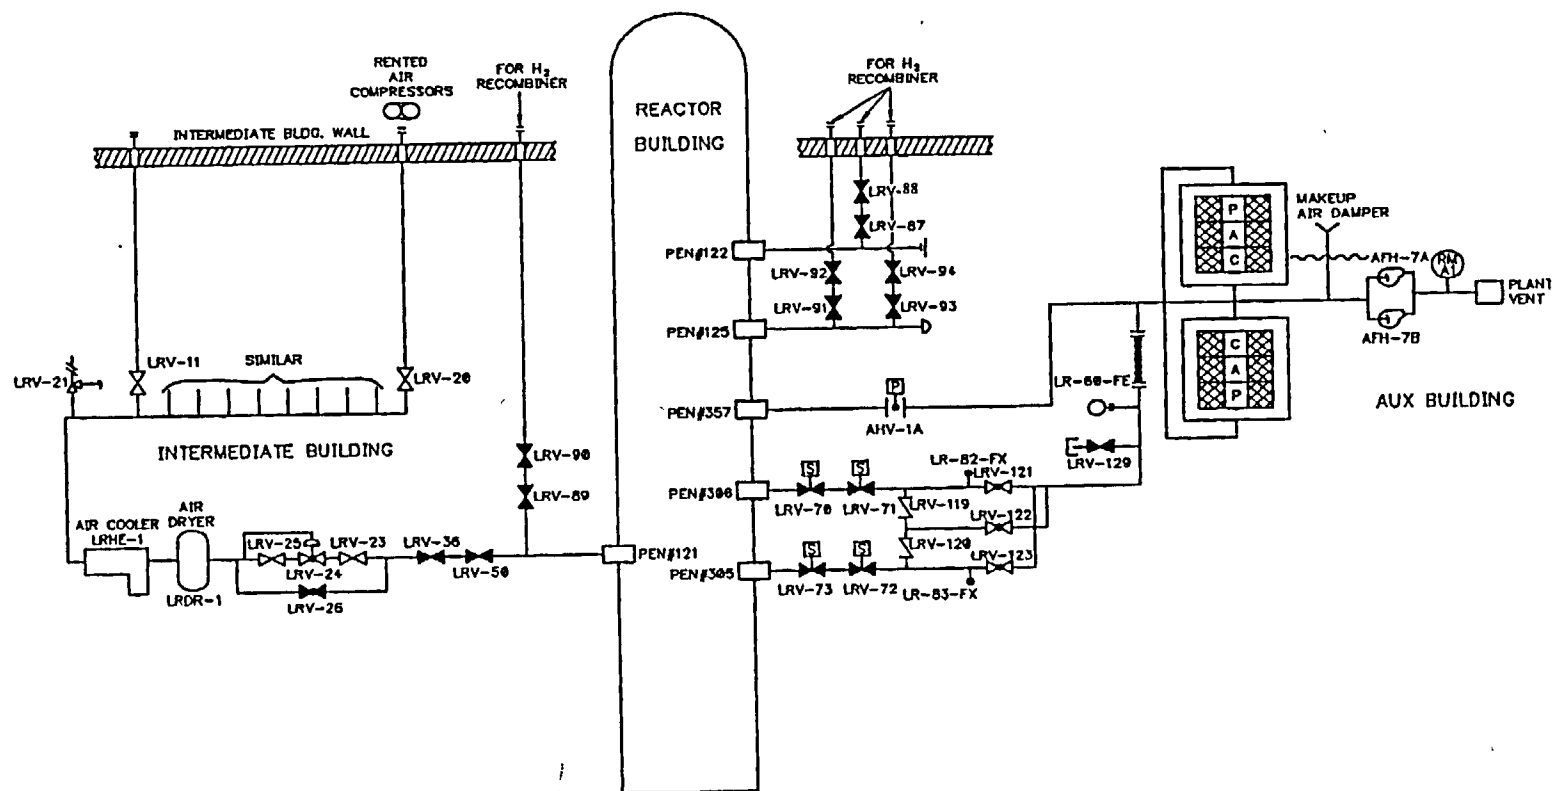 RENTED
AIR
COMPRESSORS
FOR H₂
RECOMBINER
INTERMEDIATE BLDG. WALL
REACTOR
BUILDING
FOR H₂
RECOMBINER
LRV-88
LRV-87
PEN#122
LRV-92
LRV-94
LRV-91
LRV-93
PEN#125
MAKEUP
AIR DAMPER
P
A
C
AFH-7A
RM
A1
PLANT
VENT
AFH-7B
C
A
P
AUX BUILDING
LRV-21
LRV-11
SIMILAR
LRV-20
INTERMEDIATE BUILDING
PEN#357
P
AHV-1A
LR-60-FE
LRV-129
LRV-90
LRV-89
PEN#306
S
S
LRV-70
LRV-71
LR-82-FX
LRV-121
LRV-119
LRV-122
LRV-120
LRV-123
AIR COOLER
LRHE-1
AIR
DRYER
LRDR-1
LRV-25
LRV-23
LRV-24
LRV-26
LRV-36
LRV-50
PEN#121
PEN#305
S
S
LRV-73
LRV-72
LR-83-FX